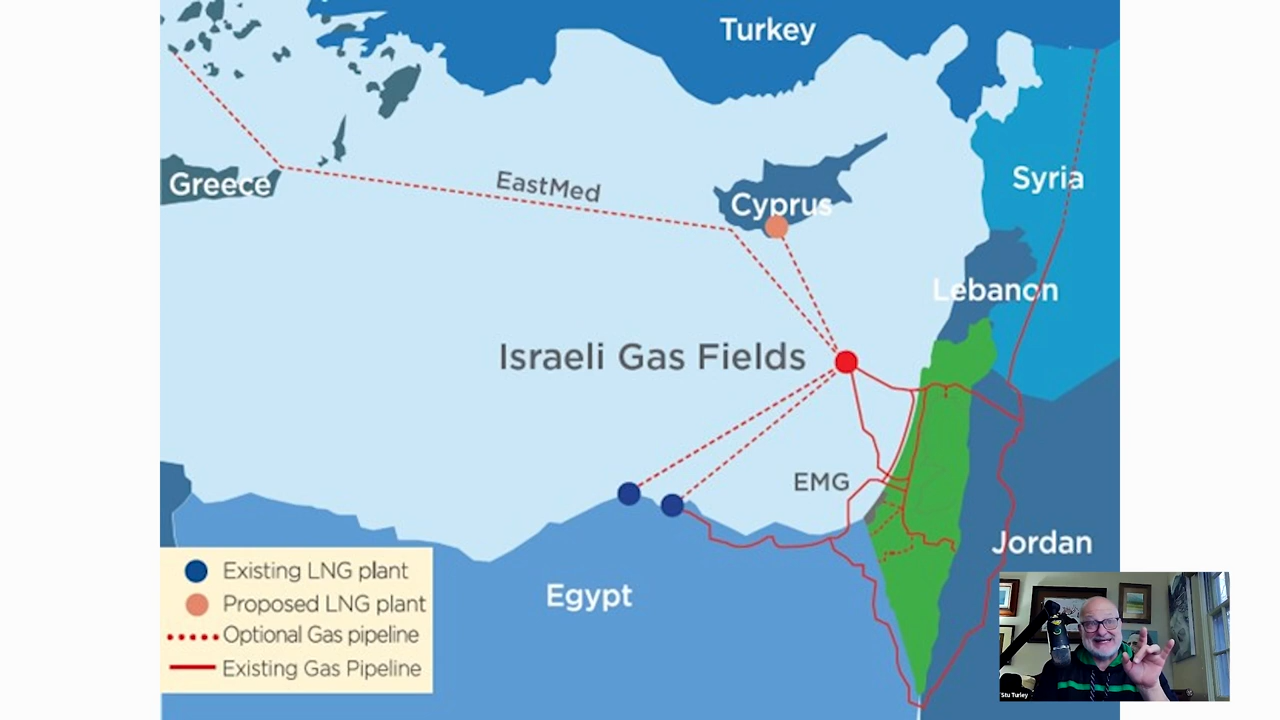 Turkey
Syria
Greece
EastMed
Cyprus
Lebanon
Israeli Gas Fields
EMG
Jordan
Egypt
Existing LNG plant
Proposed LNG plant
Optional Gas pipeline
Existing Gas Pipeline
Stu Turley